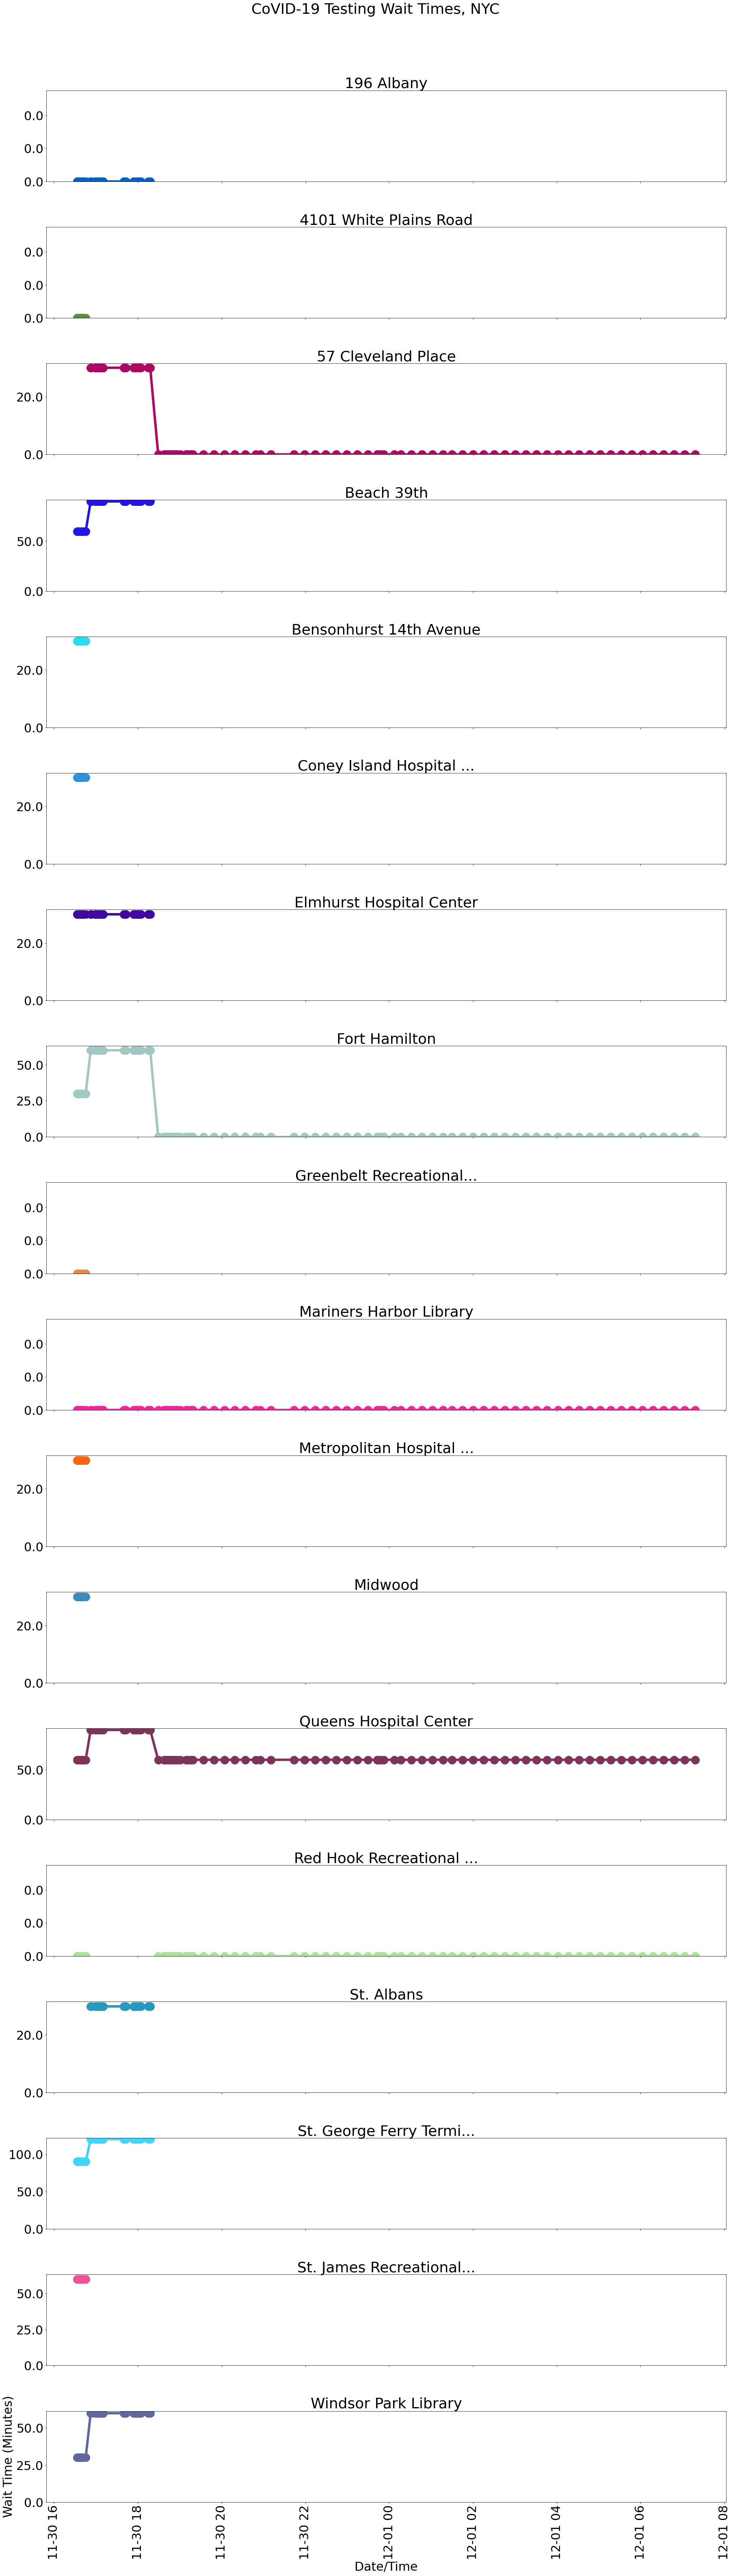 CoVID-19 Testing Wait Times, NYC
196 Albany
0.0
0.0
0.0
4101 White Plains Road
0.0
0.0
0.0
57 Cleveland Place
20.0
0.0
Beach 39th
50.0
0.0
Bensonhurst 14th Avenue
20.0
0.0
Coney Island Hospital ...
20.0
0.0
Elmhurst Hospital Center
20.0
0.0
Fort Hamilton
50.0
25.0
0.0
Greenbelt Recreational...
0.0
0.0
0.0
Mariners Harbor Library
0.0
0.0
0.0
Metropolitan Hospital ...
20.0
0.0
Midwood
20.0
0.0
Queens Hospital Center
50.0
0.0
Red Hook Recreational ...
0.0
0.0
0.0
St. Albans
20.0
0.0
St. George Ferry Termi...
100.0
50.0
0.0
St. James Recreational...
50.0
25.0
0.0
Windsor Park Library
Wait Time (Minutes)
50.0
25.0
0.0
11-30 16
11-30 18
11-30 20
11-30 22
12-01 00
12-01 02
12-01 04
12-01 06
12-01 08
Date/Time